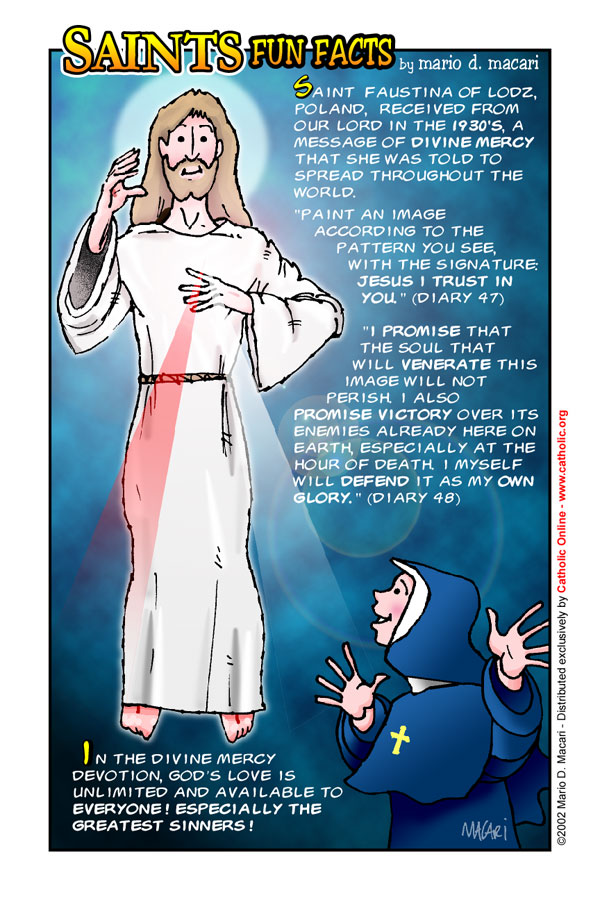 SAINTS FUN FACTS by mario d. macari
SAINT FAUSTINA OF LODZ,
POLAND, RECEIVED FROM
OUR LORD IN THE 1930'S, A
MESSAGE OF DIVINE MERCY
THAT SHE WAS TOLD TO
SPREAD THROUGHOUT THE
WORLD.
"PAINT AN IMAGE
ACCORDING TO THE
PATTERN YOU SEE,
WITH THE SIGNATURE:
JESUS I TRUST IN
YOU." (DIARY 47)
"I PROMISE THAT
THE SOUL THAT
WILL VENERATE THIS
IMAGE WILL NOT
PERISH. I ALSO
PROMISE VICTORY OVER ITS
ENEMIES ALREADY HERE ON
EARTH, ESPECIALLY AT THE
HOUR OF DEATH. I MYSELF
WILL DEFEND IT AS MY OWN
GLORY." (DIARY 48)
IN THE DIVINE MERCY
DEVOTION, GOD'S LOVE IS
UNLIMITED AND AVAILABLE TO
EVERYONE! ESPECIALLY THE
GREATEST SINNERS!
MACARI
©2002 Mario D. Macari - Distributed exclusively by Catholic Online - www.catholic.org